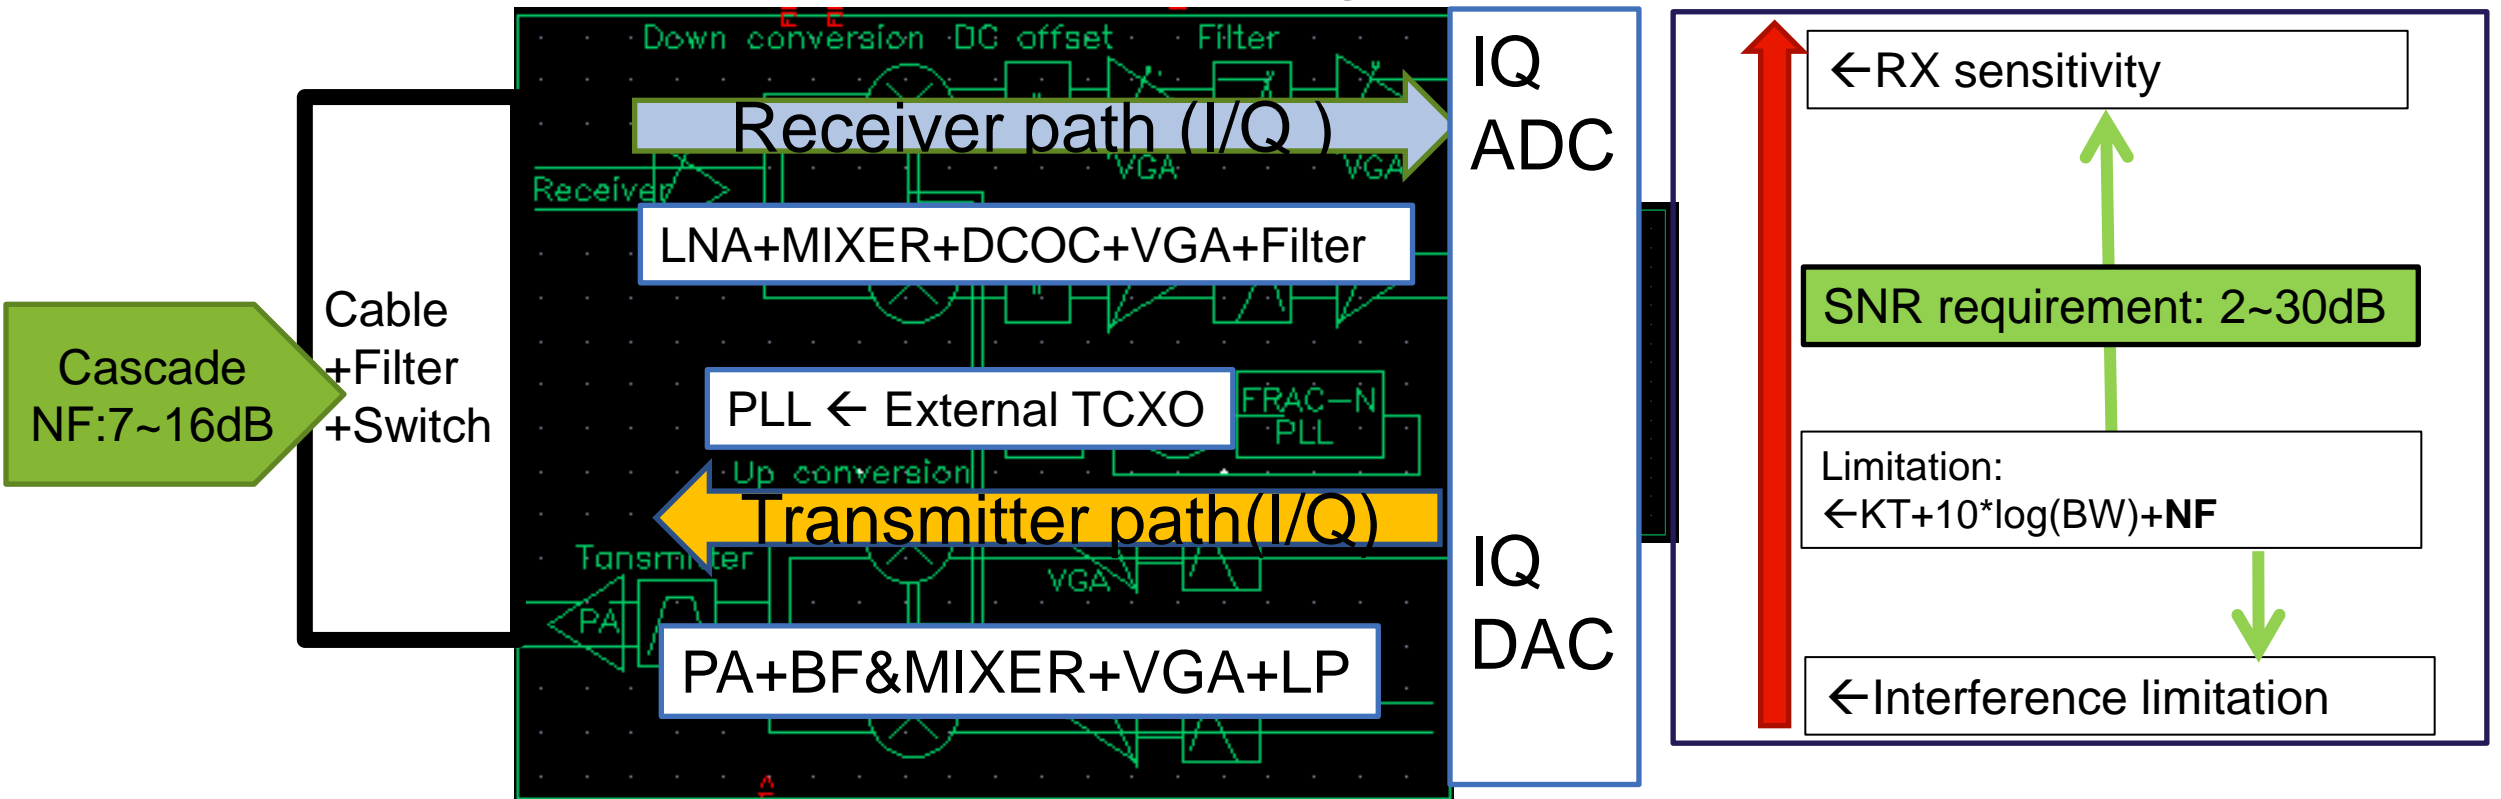 Down conversion DC offset Filter
Receiver path (I/Q )
VGA
VGA
Receiver
LNA+MIXER+DCOC+VGA+Filter
Cable
+Filter
+Switch
Cascade
NF:7~16dB
PLL ← External TCXO
FRAC-N
PLL
Up conversion
Transmitter path(I/Q)
VGA
PA
PA+BF&MIXER+VGA+LP
IQ
ADC
IQ
DAC
←RX sensitivity
SNR requirement: 2~30dB
Limitation:
←KT+10*log(BW)+NF
←Interference limitation